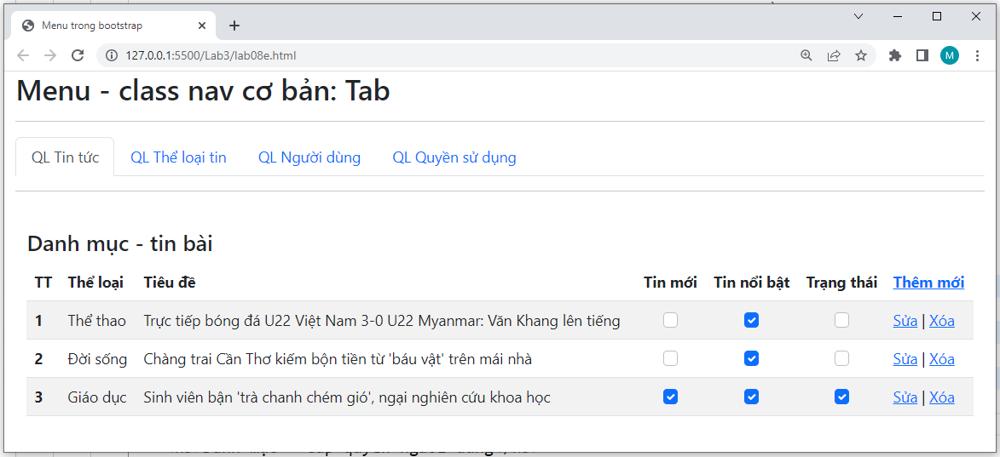 Menu trong bootstrap
127.0.0.1:5500/Lab3/lab08e.html
M
Menu - class nav cơ bản: Tab
QL Tin tức QL Thể loại tin QL Người dùng QL Quyền sử dụng
Danh mục - tin bài
TT Thể loại Tiêu đề Tin mới Tin nổi bật Trạng thái Thêm mới
1 Thể thao Trực tiếp bóng đá U22 Việt Nam 3-0 U22 Myanmar: Văn Khang lên tiếng Sửa | Xóa
2 Đời sống Chàng trai Cần Thơ kiếm bộn tiền từ 'báu vật' trên mái nhà Sửa | Xóa
3 Giáo dục Sinh viên bận 'trà chanh chém gió', ngại nghiên cứu khoa học Sửa | Xóa